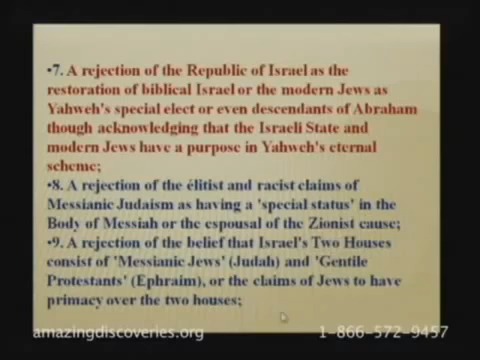 •7. A rejection of the Republic of Israel as the
restoration of biblical Israel or the modern Jews as
Yahweh's special elect or even descendants of Abraham
though acknowledging that the Israeli State and
modern Jews have a purpose in Yahweh's eternal
scheme;
•8. A rejection of the élitist and racist claims of
Messianic Judaism as having a 'special status' in the
Body of Messiah or the espousal of the Zionist cause;
•9. A rejection of the belief that Israel's Two Houses
consist of 'Messianic Jews' (Judah) and 'Gentile
Protestants' (Ephraim), or the claims of Jews to have
primacy over the two houses;
amazingdiscoveries.org 1-866-572-9457